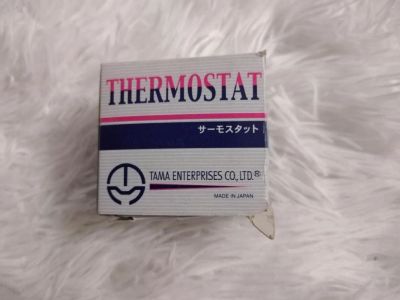 THERMOSTAT
サーモスタット
TAMA ENTERPRISES CO., LTD.®
MADE IN JAPAN